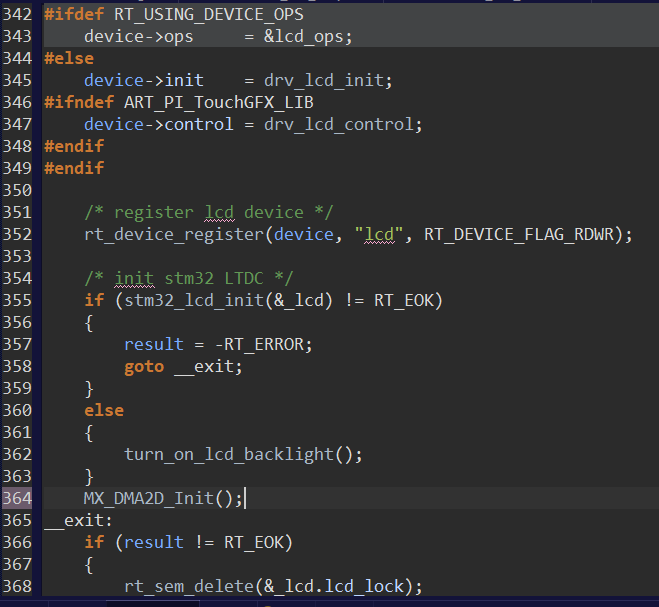 342 #ifdef RT_USING_DEVICE_OPS
343     device->ops     = &lcd_ops;
344 #else
345     device->init    = drv_lcd_init;
346 #ifndef ART_PI_TouchGFX_LIB
347     device->control = drv_lcd_control;
348 #endif
349 #endif
350
351     /* register lcd device */
352     rt_device_register(device, "lcd", RT_DEVICE_FLAG_RDWR);
353
354     /* init stm32 LTDC */
355     if (stm32_lcd_init(&_lcd) != RT_EOK)
356     {
357         result = -RT_ERROR;
358         goto __exit;
359     }
360     else
361     {
362         turn_on_lcd_backlight();
363     }
364     MX_DMA2D_Init();
365 __exit:
366     if (result != RT_EOK)
367     {
368         rt_sem_delete(&_lcd.lcd_lock);